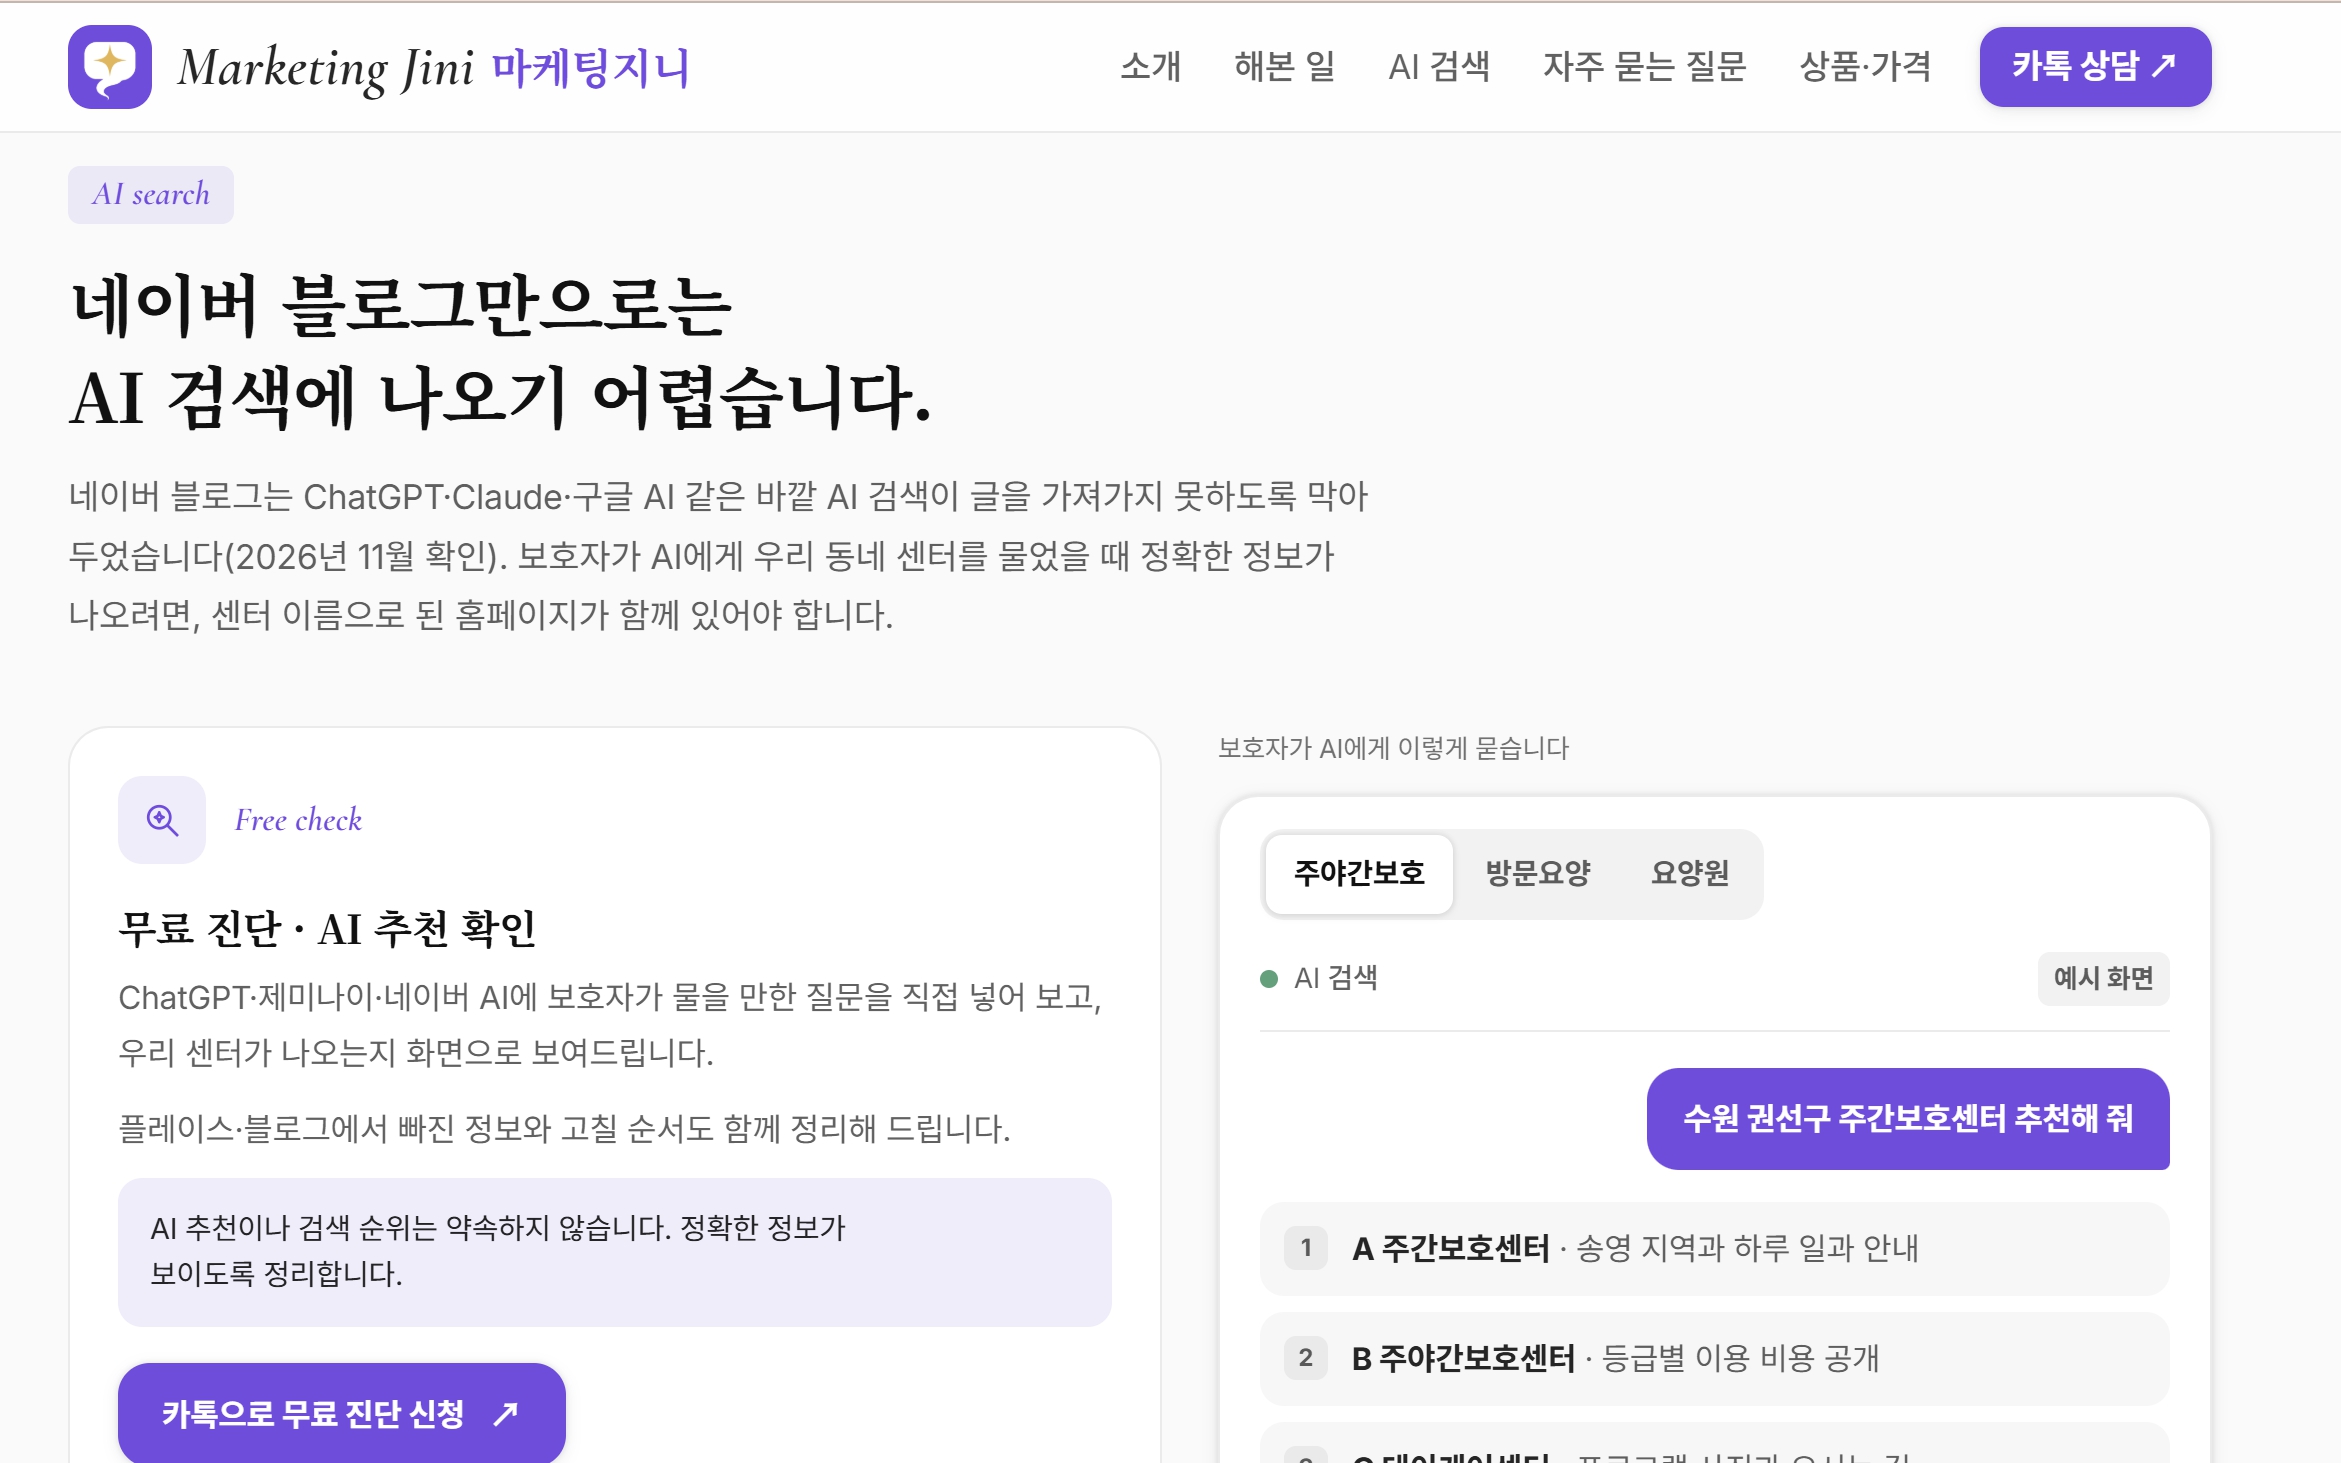 Marketing Jini 마케팅지니
소개 해본 일 AI 검색 자주 묻는 질문 상품·가격 카톡 상담 ↗
AI search
네이버 블로그만으로는
AI 검색에 나오기 어렵습니다.
네이버 블로그는 ChatGPT·Claude·구글 AI 같은 바깥 AI 검색이 글을 가져가지 못하도록 막아
두었습니다(2026년 11월 확인). 보호자가 AI에게 우리 동네 센터를 물었을 때 정확한 정보가
나오려면, 센터 이름으로 된 홈페이지가 함께 있어야 합니다.
Free check
무료 진단 · AI 추천 확인
ChatGPT·제미나이·네이버 AI에 보호자가 물을 만한 질문을 직접 넣어 보고,
우리 센터가 나오는지 화면으로 보여드립니다.
플레이스·블로그에서 빠진 정보와 고칠 순서도 함께 정리해 드립니다.
AI 추천이나 검색 순위는 약속하지 않습니다. 정확한 정보가
보이도록 정리합니다.
카톡으로 무료 진단 신청 ↗
보호자가 AI에게 이렇게 묻습니다
주야간보호 방문요양 요양원
AI 검색 예시 화면
수원 권선구 주간보호센터 추천해 줘
1 A 주간보호센터 · 송영 지역과 하루 일과 안내
2 B 주야간보호센터 · 등급별 이용 비용 공개